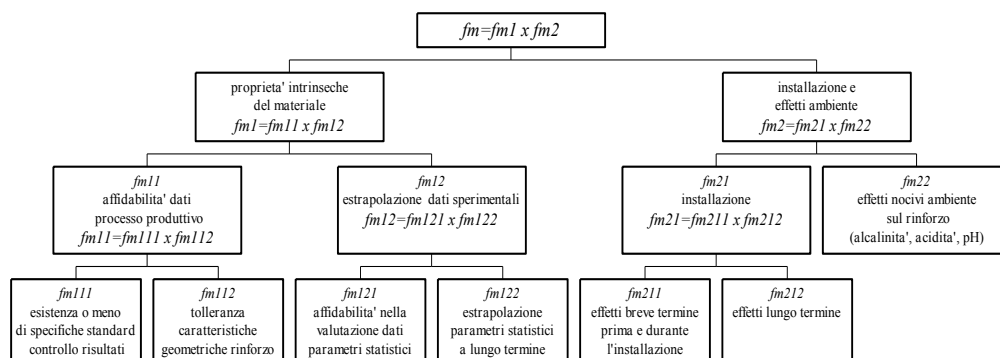 fm=fm1 x fm2
proprieta' intrinseche
del materiale
fm1=fm11 x fm12
installazione e
effetti ambiente
fm2=fm21 x fm22
fm11
affidabilita' dati
processo produttivo
fm11=fm111 x fm112
fm12
estrapolazione dati sperimentali
fm12=fm121 x fm122
fm21
installazione
fm21=fm211 x fm212
fm22
effetti nocivi ambiente
sul rinforzo
(alcalinita', acidita', pH)
fm111
esistenza o meno
di specifiche standard
controllo risultati
fm112
tolleranza
caratteristiche
geometriche rinforzo
fm121
affidabilita' nella
valutazione dati
parametri statistici
fm122
estrapolazione
parametri statistici
a lungo termine
fm211
effetti breve termine
prima e durante
l'installazione
fm212
effetti lungo termine